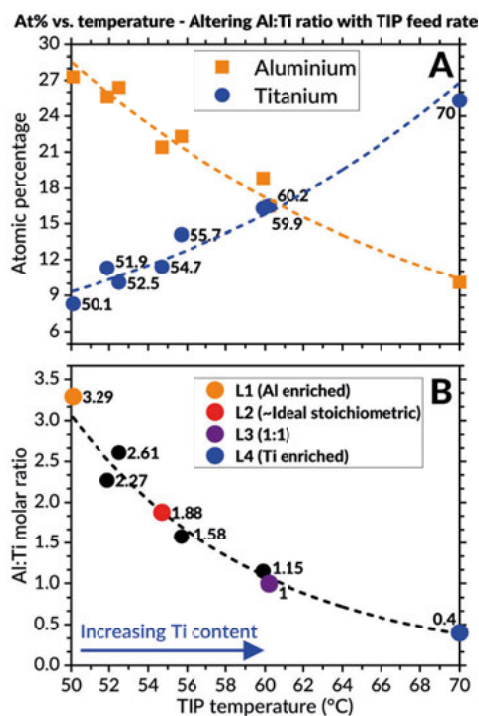 At% vs. temperature - Altering Al:Ti ratio with TIP feed rate
30
27
24
21
18
15
12
9
6
Atomic percentage
Aluminium
Titanium
A
70
60.2
59.9
55.7
51.9
54.7
52.5
50.1
3.5
3.0
2.5
2.0
1.5
1.0
0.5
0.0
Al:Ti molar ratio
L1 (Al enriched)
L2 (~Ideal stoichiometric)
L3 (1:1)
L4 (Ti enriched)
B
3.29
2.61
2.27
1.88
1.58
1.15
1
0.4
Increasing Ti content
50 52 54 56 58 60 62 64 66 68 70
TIP temperature (°C)